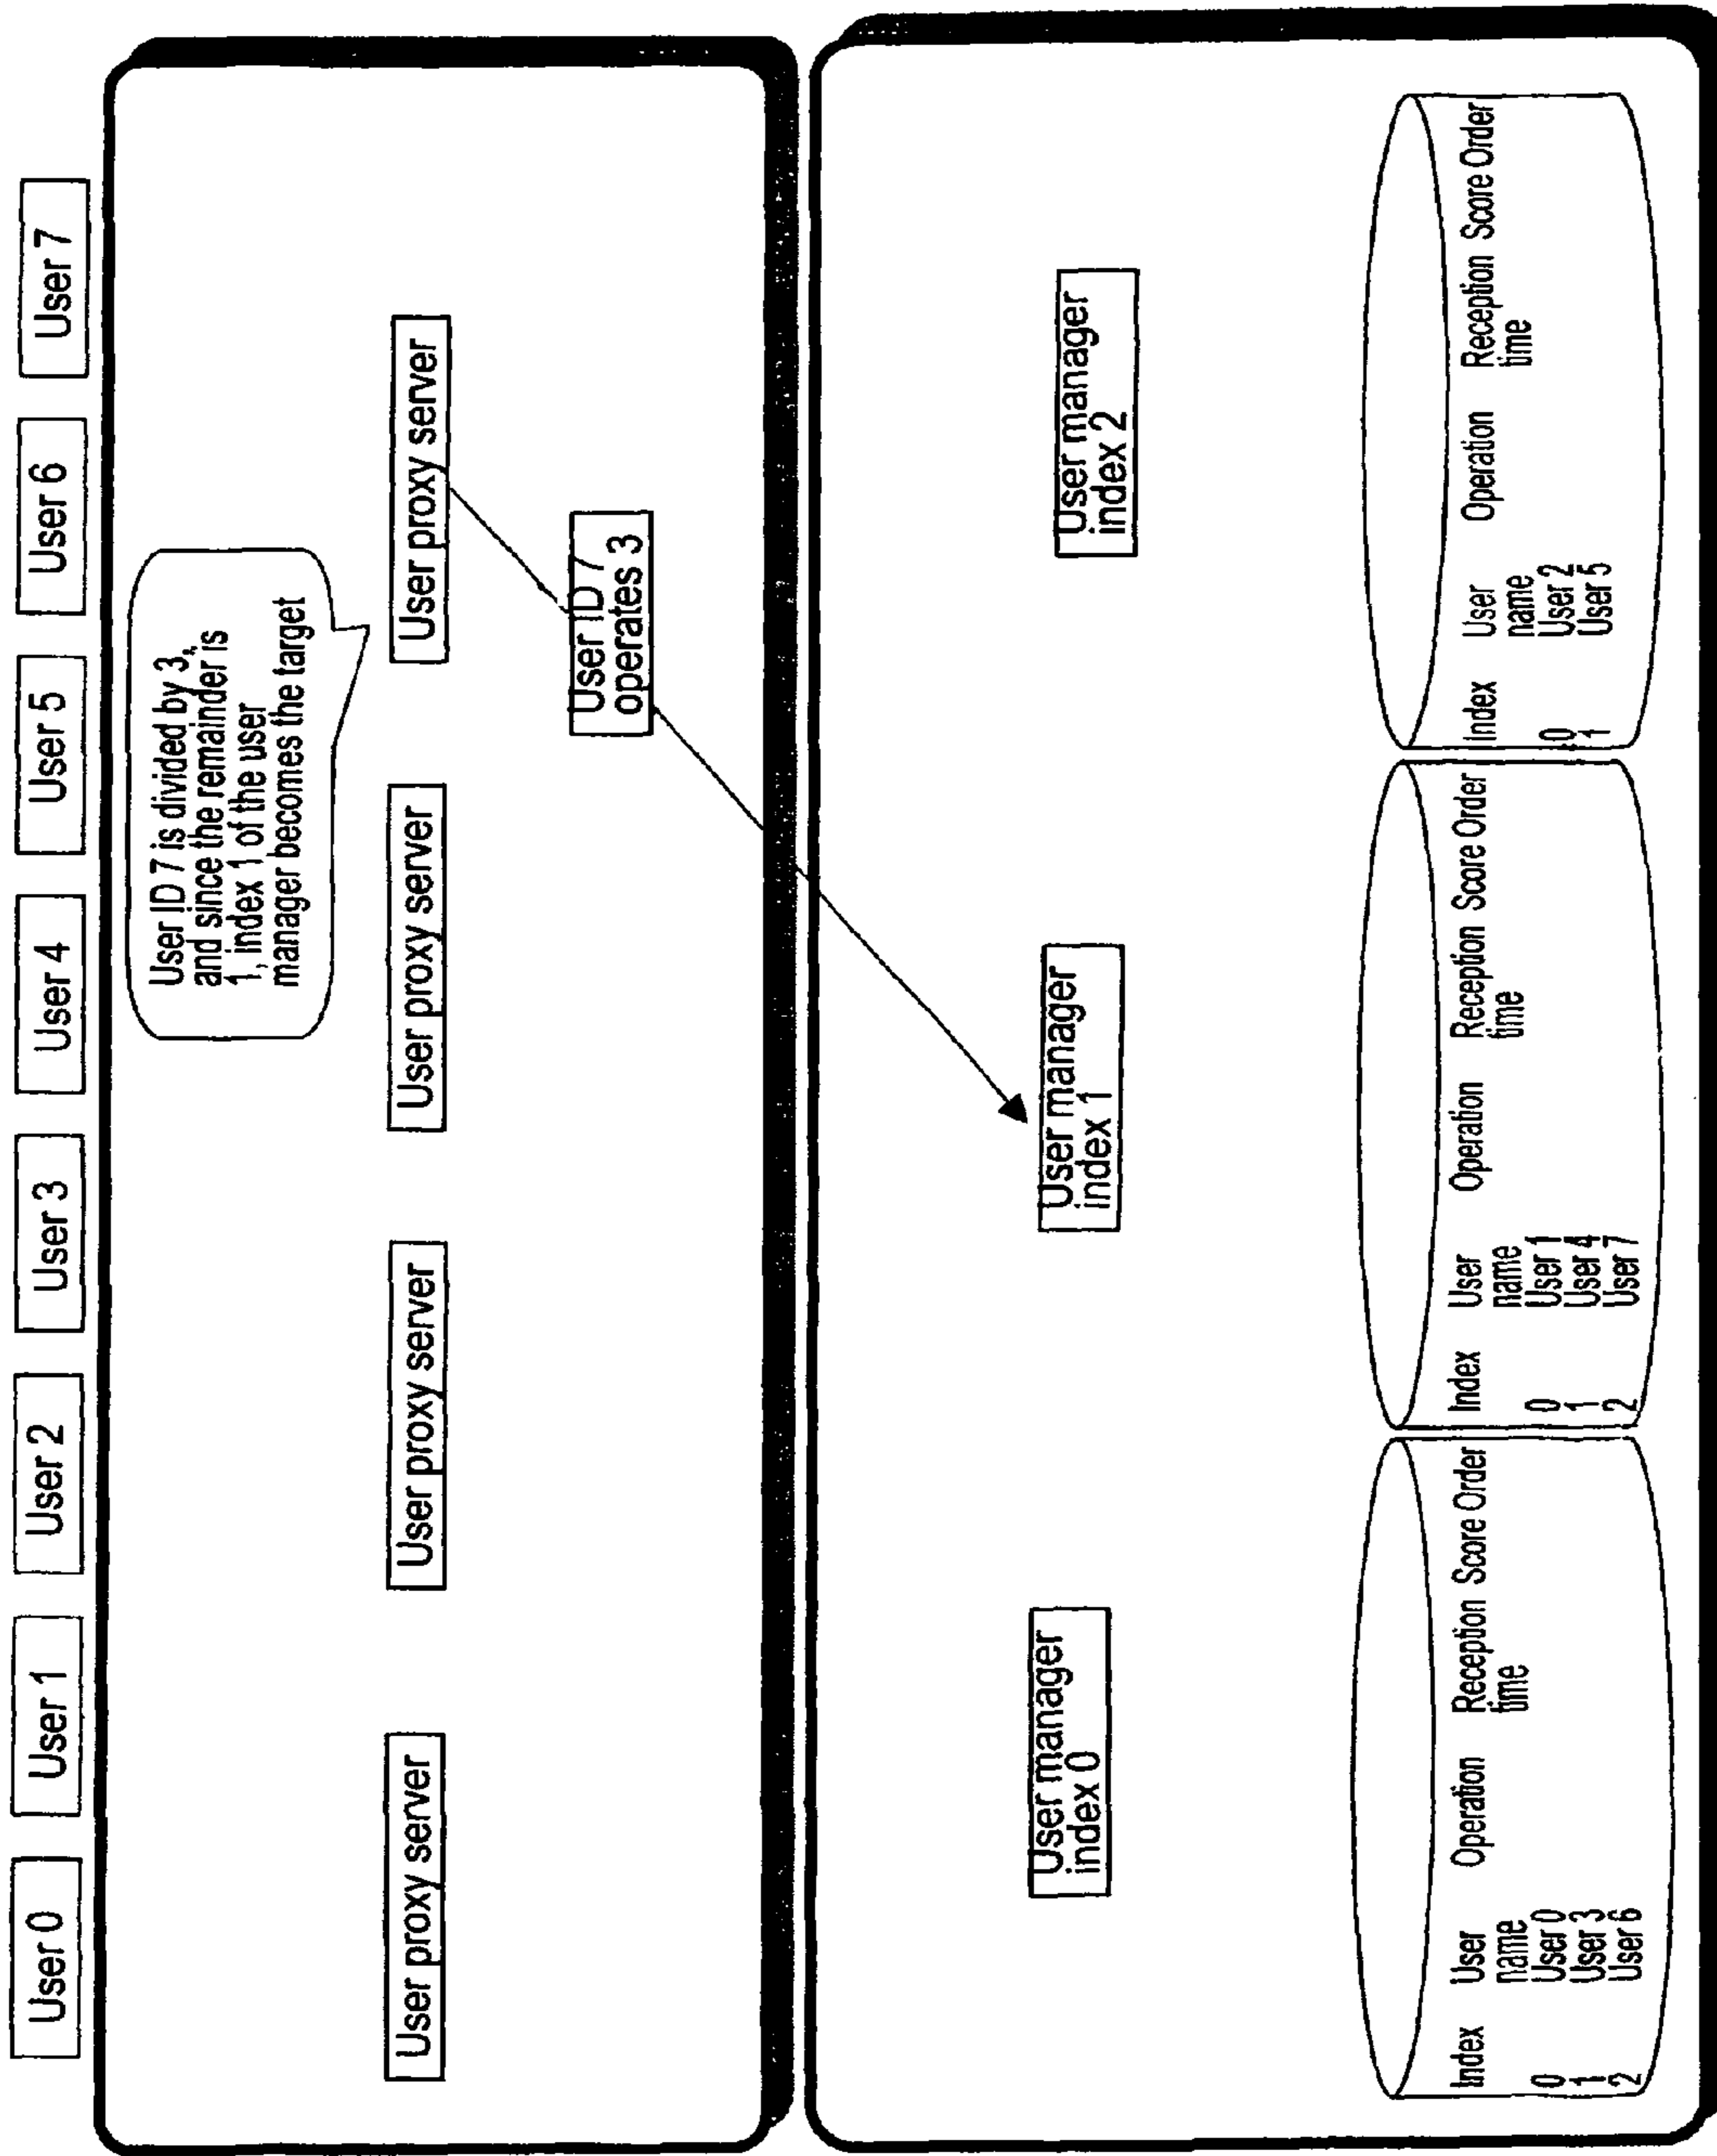 User 0
User 1
User 2
User 3
User 4
User 5
User 6
User 7
User ID 7 is divided by 3,
and since the remainder is
1, index 1 of the user
manager becomes the target
User proxy server
User proxy server
User proxy server
User proxy server
User ID 7
operates 3
User manager
index 0
User manager
index 1
User manager
index 2
Index User name Operation Reception time Score Order
0 User 0
1 User 3
2 User 6
Index User name Operation Reception time Score Order
0 User 1
1 User 4
2 User 7
Index User name Operation Reception time Score Order
0 User 2
1 User 5